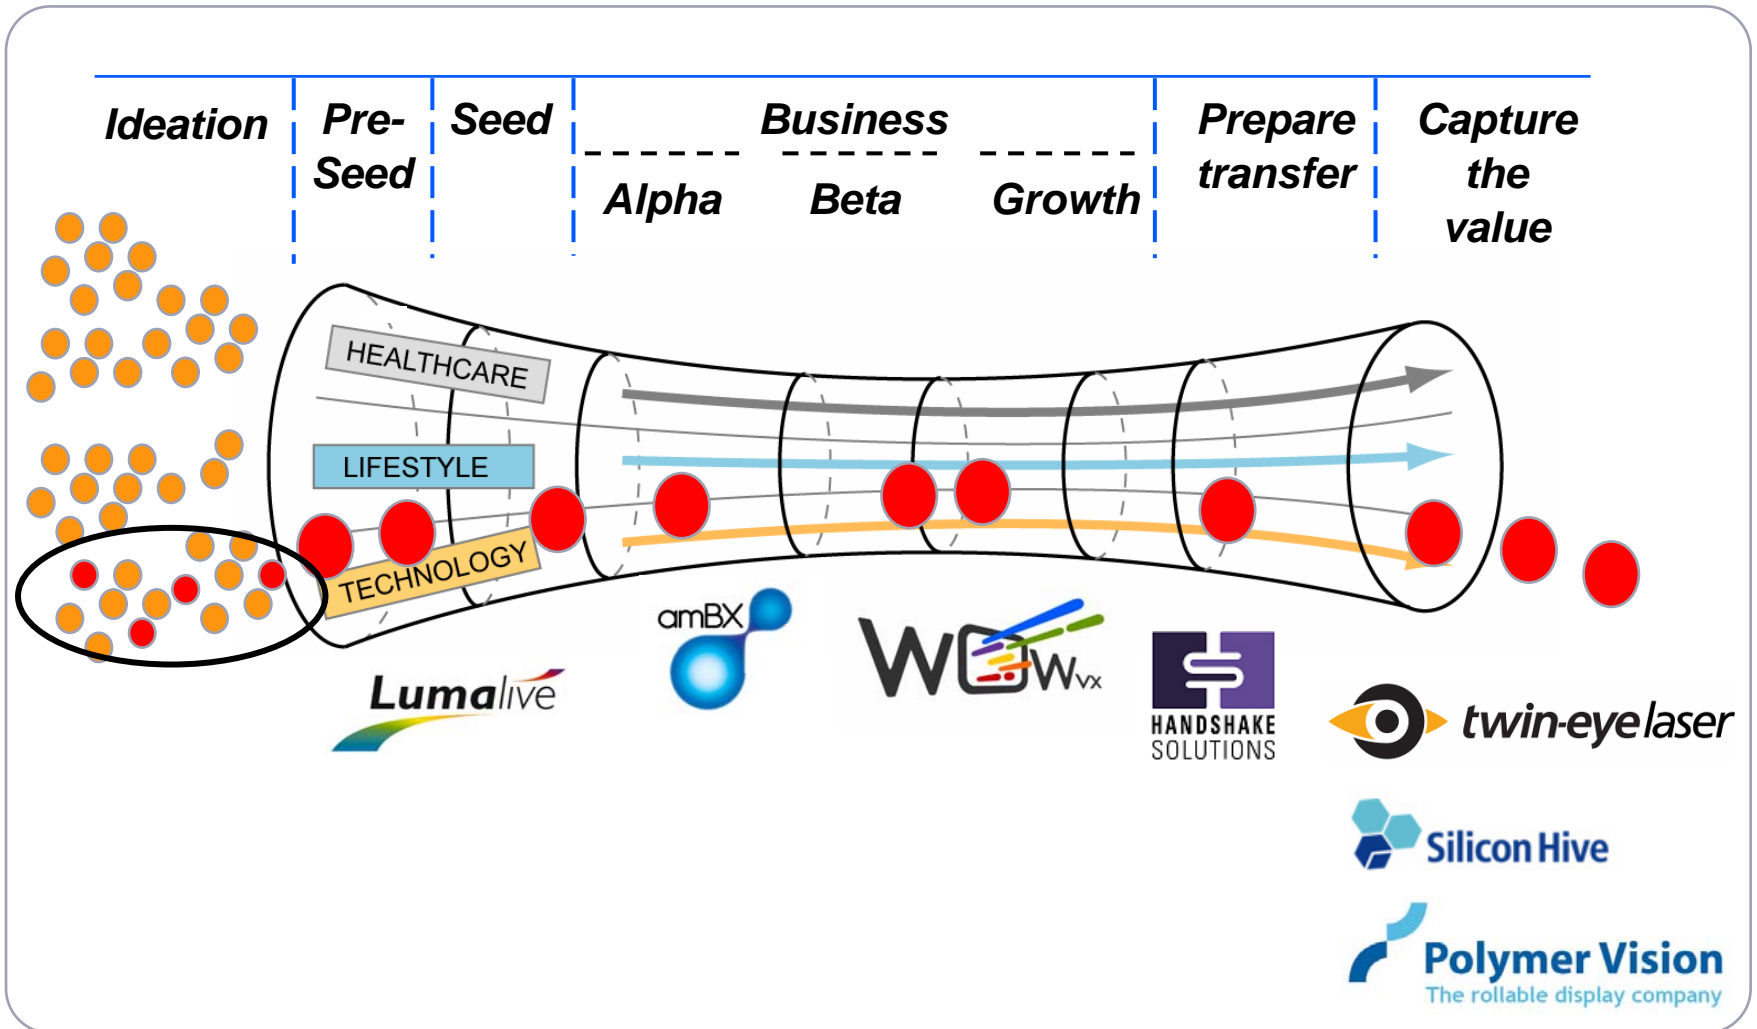 Ideation
Pre-
Seed
Seed
Business
Alpha
Beta
Growth
Prepare
transfer
Capture
the
value
HEALTHCARE
LIFESTYLE
TECHNOLOGY
Lumalive
amBX
WOWvx
HANDSHAKE
SOLUTIONS
twin-eye laser
Silicon Hive
Polymer Vision
The rollable display company